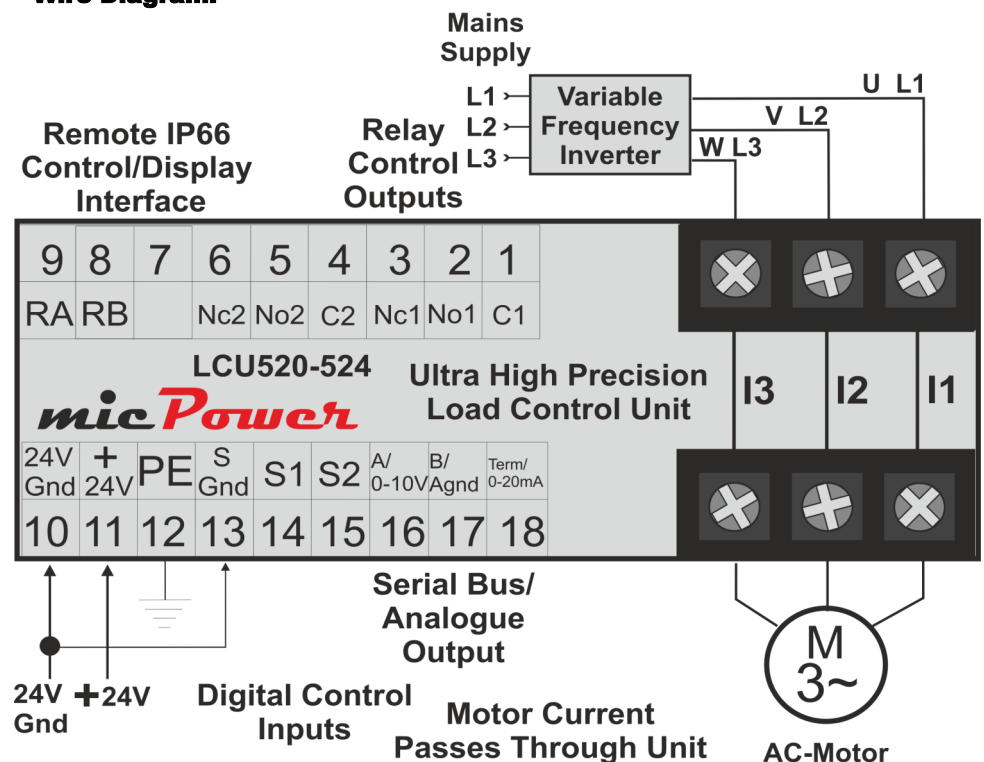 Wire Diagram:
Mains
Supply
L1
L2
L3
Variable
Frequency
Inverter
U L1
V L2
W L3
Remote IP66
Control/Display
Interface
Relay
Control
Outputs
9 8 7 6 5 4 3 2 1
RA RB Nc2 No2 C2 Nc1 No1 C1
LCU520-524
micPower
Ultra High Precision
Load Control Unit
I3 I2 I1
24V
Gnd
+
24V
PE
S
Gnd
S1
S2
A/
0-10V
B/
Agnd
Term/
0-20mA
10 11 12 13 14 15 16 17 18
24V
Gnd
+24V
Serial Bus/
Analogue
Output
Digital Control
Inputs
Motor Current
Passes Through Unit
M
3~
AC-Motor